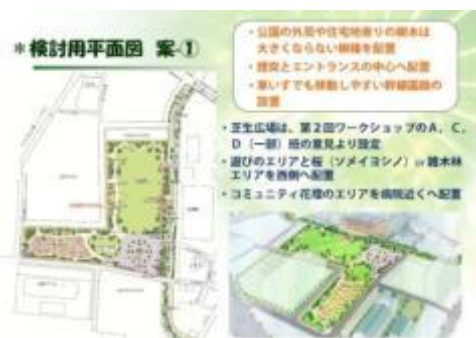 *検討用平面図 案-①
・公園の外周や住宅地寄りの樹木は
大きくならない樹種を配置
・煙突とエントランスの中心へ配置
・車いすでも移動しやすい幹線園路の
設置
・芝生広場は、第2回ワークショップのA、C、
D(一部)班の意見より設定
・遊びのエリアと桜(ソメイヨシノ)or雑木林
エリアを西側へ配置
・コミュニティ花壇のエリアを病院近くへ配置